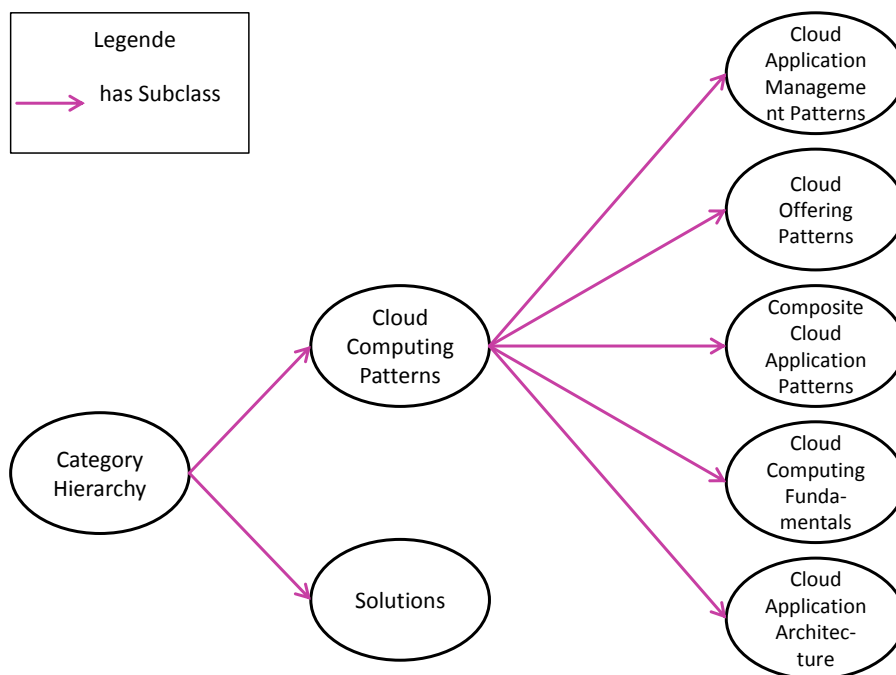 Legende
has Subclass
Cloud
Application
Manageme
nt Patterns
Cloud
Offering
Patterns
Composite
Cloud
Application
Patterns
Cloud
Computing
Patterns
Cloud
Computing
Funda-
mentals
Category
Hierarchy
Solutions
Cloud
Application
Architec-
ture